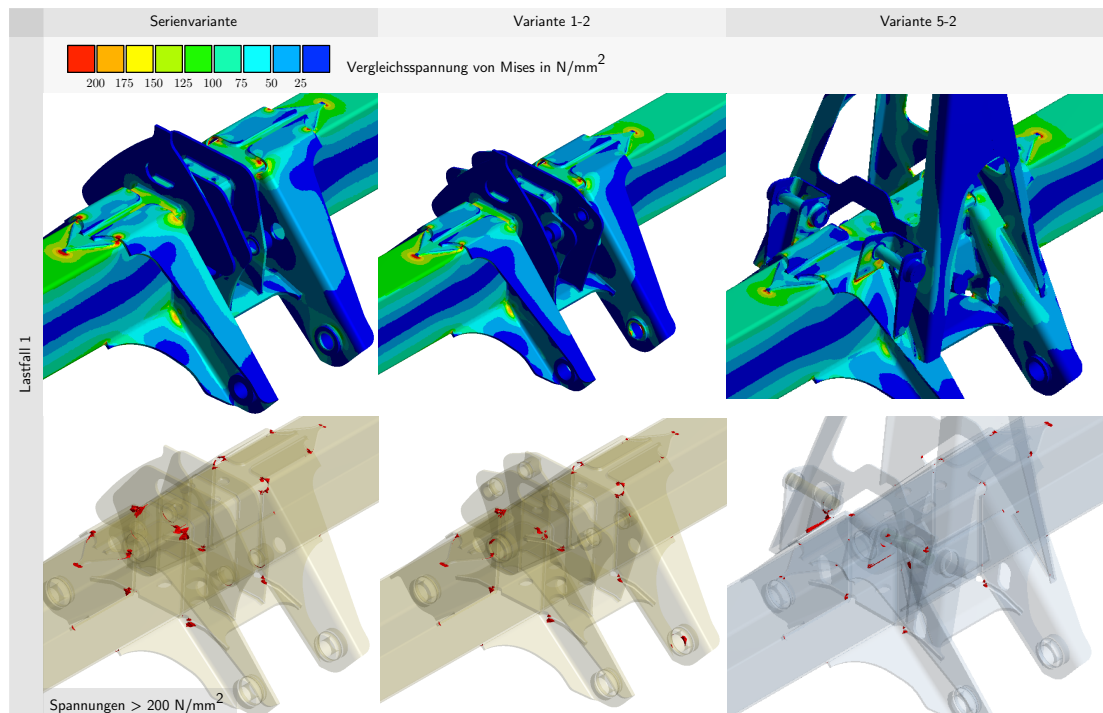 Serienvariante
Variante 1-2
Variante 5-2
200 175 150 125 100 75 50 25
Vergleichsspannung von Mises in N/mm²
Lastfall 1
Spannungen > 200 N/mm²